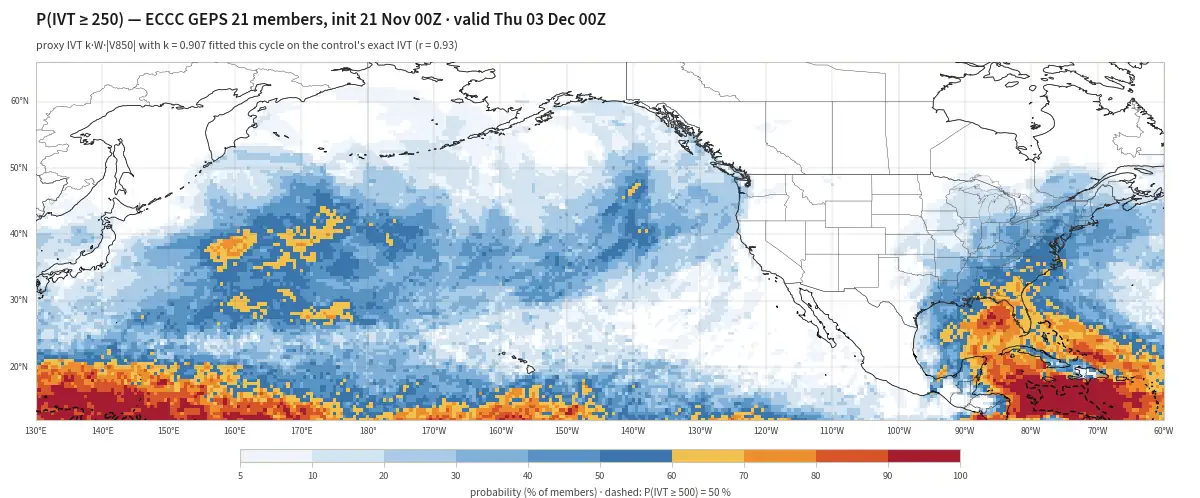 P(IVT ≥ 250) — ECCC GEPS 21 members, init 21 Nov 00Z · valid Thu 03 Dec 00Z
proxy IVT k·W·|V850| with k = 0.907 fitted this cycle on the control's exact IVT (r = 0.93)
60°N
50°N
40°N
30°N
20°N
130°E 140°E 150°E 160°E 170°E 180° 170°W 160°W 150°W 140°W 130°W 120°W 110°W 100°W 90°W 80°W 70°W 60°W
5 10 20 30 40 50 60 70 80 90 100
probability (% of members) · dashed: P(IVT ≥ 500) = 50 %